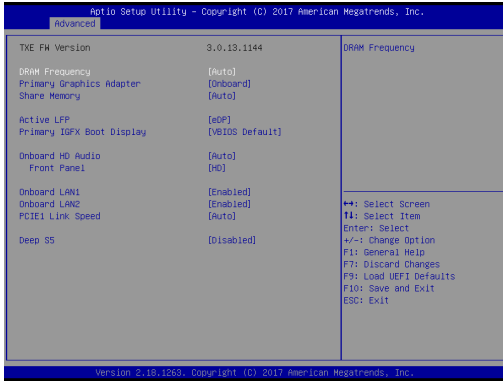 Aptio Setup Utility – Copyright (C) 2017 American Megatrends, Inc.
Advanced
TXE FW Version 3.0.13.1144
DRAM Frequency [Auto]
Primary Graphics Adapter [Onboard]
Share Memory [Auto]
Active LFP [eDP]
Primary IGFX Boot Display [VBIOS Default]
Onboard HD Audio [Auto]
Front Panel [HD]
Onboard LAN1 [Enabled]
Onboard LAN2 [Enabled]
PCIE1 Link Speed [Auto]
Deep S5 [Disabled]
DRAM Frequency
↔: Select Screen
↑↓: Select Item
Enter: Select
+/-: Change Option
F1: General Help
F7: Discard Changes
F9: Load UEFI Defaults
F10: Save and Exit
ESC: Exit
Version 2.18.1263. Copyright (C) 2017 American Megatrends, Inc.